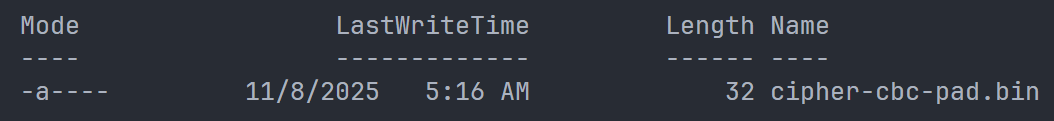 Mode LastWriteTime Length Name
---- ------------- ------ ----
-a---- 11/8/2025 5:16 AM 32 cipher-cbc-pad.bin